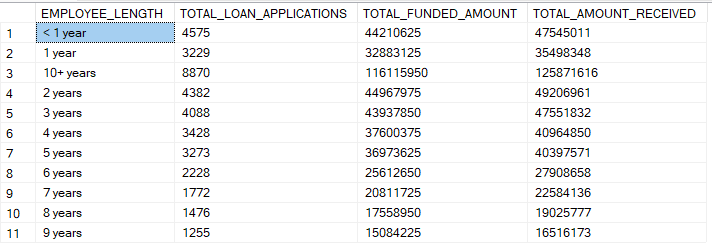 EMPLOYEE_LENGTH TOTAL_LOAN_APPLICATIONS TOTAL_FUNDED_AMOUNT TOTAL_AMOUNT_RECEIVED
1 < 1 year 4575 44210625 47545011
2 1 year 3229 32883125 35498348
3 10+ years 8870 116115950 125871616
4 2 years 4382 44967975 49206961
5 3 years 4088 43937850 47551832
6 4 years 3428 37600375 40964850
7 5 years 3273 36973625 40397571
8 6 years 2228 25612650 27908658
9 7 years 1772 20811725 22584136
10 8 years 1476 17558950 19025777
11 9 years 1255 15084225 16516173